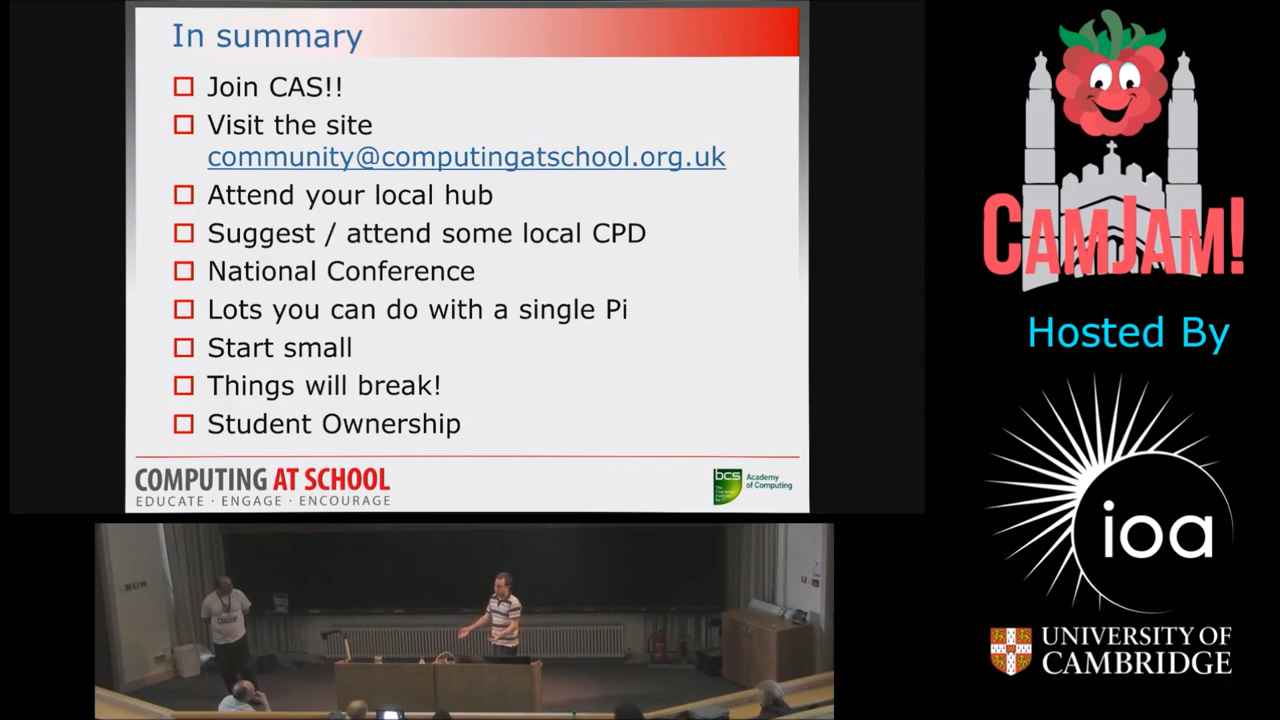 In summary
Join CAS!!
Visit the site
community@computingatschool.org.uk
Attend your local hub
Suggest / attend some local CPD
National Conference
Lots you can do with a single Pi
Start small
Things will break!
Student Ownership
COMPUTING AT SCHOOL
EDUCATE · ENGAGE · ENCOURAGE
bcs
Academy
of Computing
CAMJAM!
Hosted By
ioa
UNIVERSITY OF
CAMBRIDGE